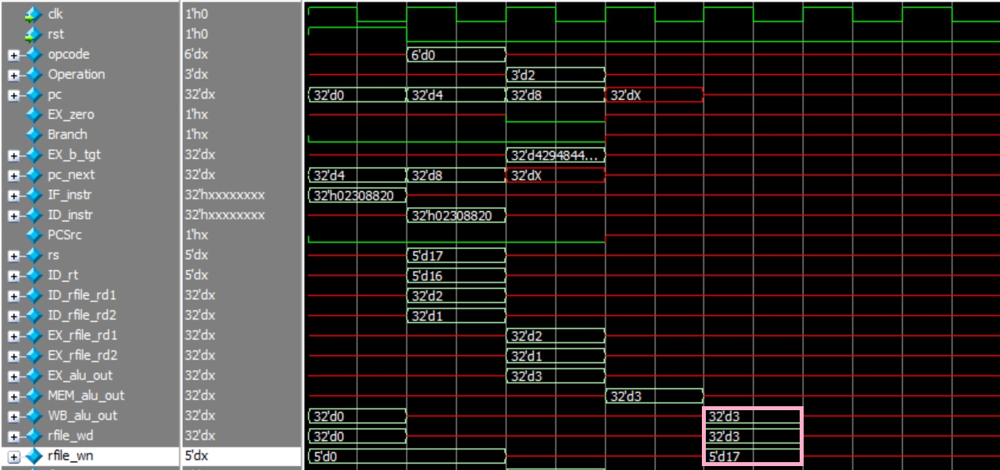 clk 1'h0
rst 1'h0
opcode 6'dx 6'd0
Operation 3'dx 3'd2
pc 32'dx 32'd0 32'd4 32'd8 32'dX
EX_zero 1'hx
Branch 1'hx
EX_b_tgt 32'dx 32'd4294844...
pc_next 32'dx 32'd4 32'd8 32'dX
IF_instr 32'hxxxxxxxx 32'h02308820
ID_instr 32'hxxxxxxxx 32'h02308820
PCSrc 1'hx
rs 5'dx 5'd17
ID_rt 5'dx 5'd16
ID_rfile_rd1 32'dx 32'd2
ID_rfile_rd2 32'dx 32'd1
EX_rfile_rd1 32'dx 32'd2
EX_rfile_rd2 32'dx 32'd1
EX_alu_out 32'dx 32'd3
MEM_alu_out 32'dx 32'd3
WB_alu_out 32'dx 32'd0 32'd3
rfile_wd 32'dx 32'd0 32'd3
rfile_wn 5'dx 5'd0 5'd17